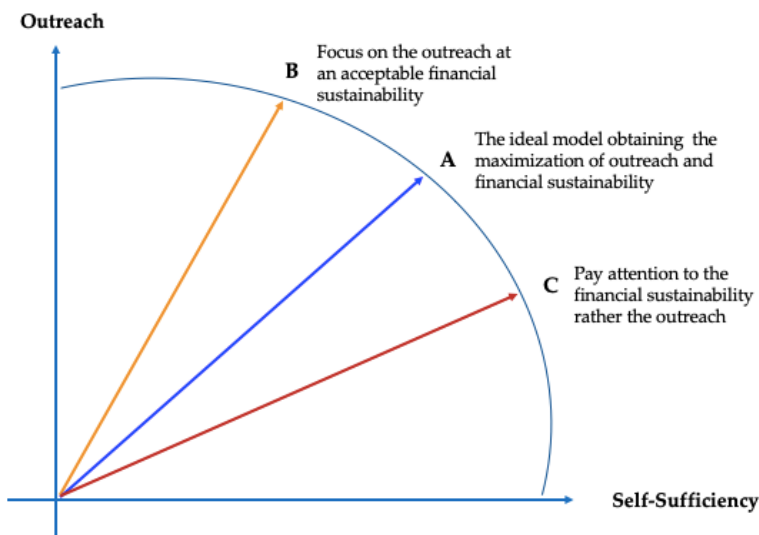 Outreach
B
Focus on the outreach at
an acceptable financial
sustainability
A
The ideal model obtaining the
maximization of outreach and
financial sustainability
C
Pay attention to the
financial sustainability
rather the outreach
Self-Sufficiency